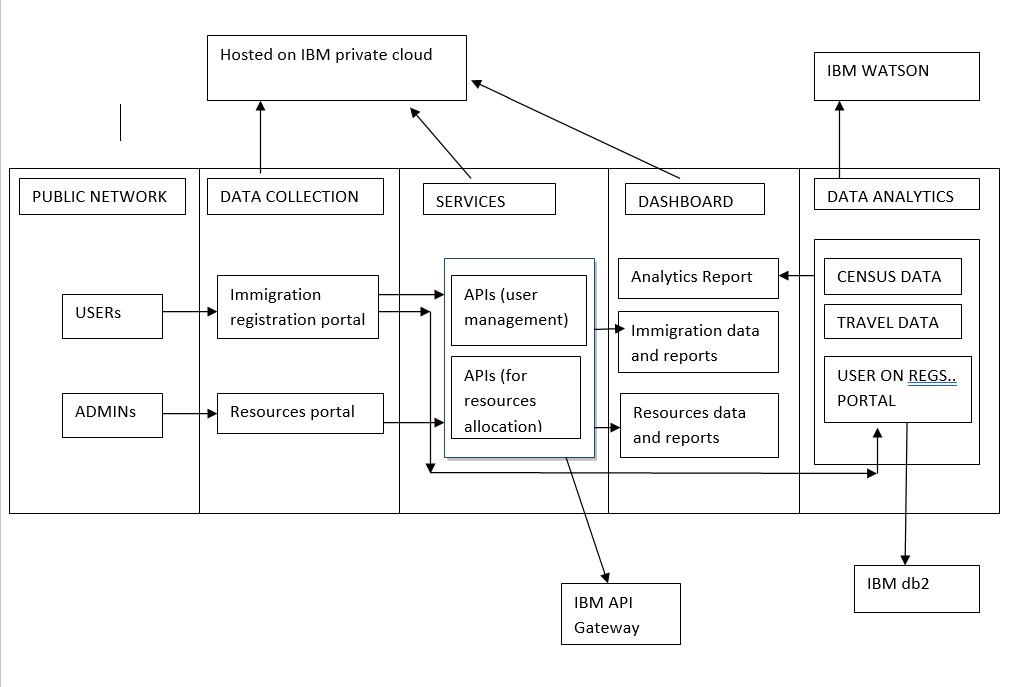 Hosted on IBM private cloud
IBM WATSON
PUBLIC NETWORK
DATA COLLECTION
SERVICES
DASHBOARD
DATA ANALYTICS
USERs
ADMINs
Immigration
registration portal
Resources portal
APIs (user
management)
APIs (for
resources
allocation)
Analytics Report
Immigration data
and reports
Resources data
and reports
CENSUS DATA
TRAVEL DATA
USER ON REGS..
PORTAL
IBM API
Gateway
IBM db2